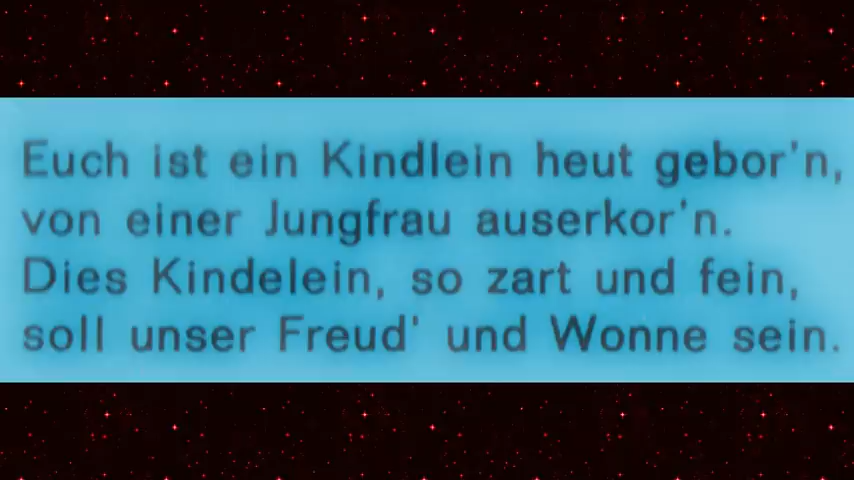 Euch ist ein Kindlein heut gebor'n,
von einer Jungfrau auserkor'n.
Dies Kindelein, so zart und fein,
soll unser Freud' und Wonne sein.